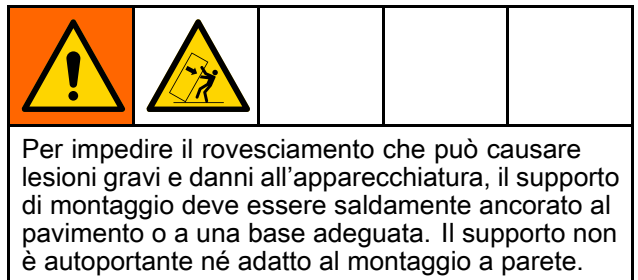 Per impedire il rovesciamento che può causare
lesioni gravi e danni all’apparecchiatura, il supporto
di montaggio deve essere saldamente ancorato al
pavimento o a una base adeguata. Il supporto non
è autoportante né adatto al montaggio a parete.